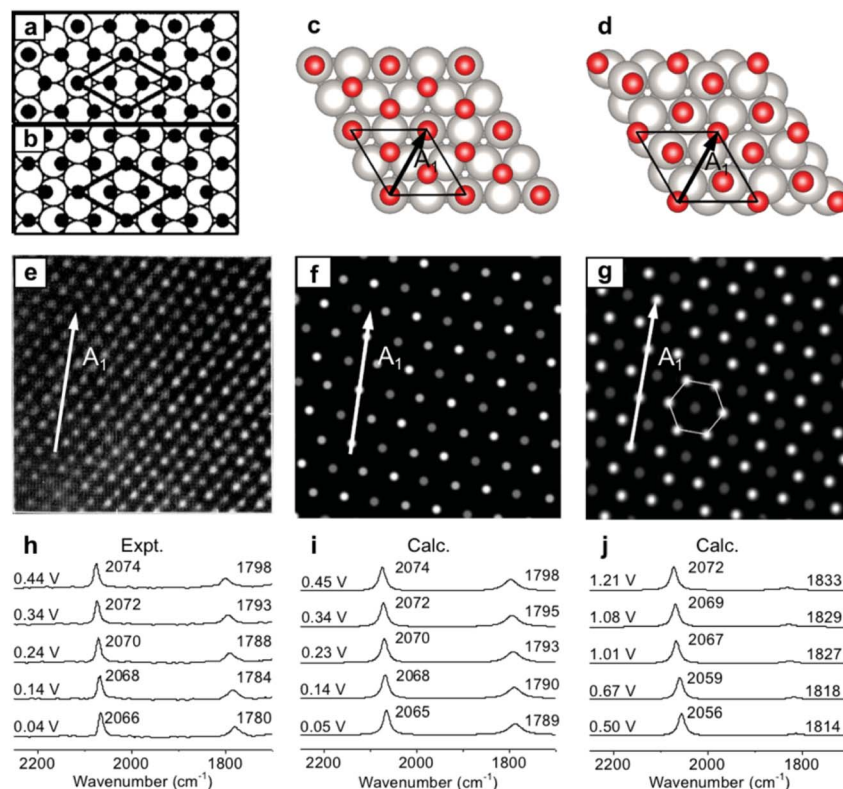 a
b
c
d
A₁
A₁
e
f
g
A₁
A₁
A₁
h Expt.
2074 1798
0.44 V
2072 1793
0.34 V
2070 1788
0.24 V
2068 1784
0.14 V
2066 1780
0.04 V
2200 2000 1800
Wavenumber (cm⁻¹)
i Calc.
2074 1798
0.45 V
2072 1795
0.34 V
2070 1793
0.23 V
2068 1790
0.14 V
2065 1789
0.05 V
2200 2000 1800
Wavenumber (cm⁻¹)
j Calc.
2072 1833
1.21 V
2069 1829
1.08 V
2067 1827
1.01 V
2059 1818
0.67 V
2056 1814
0.50 V
2200 2000 1800
Wavenumber (cm⁻¹)